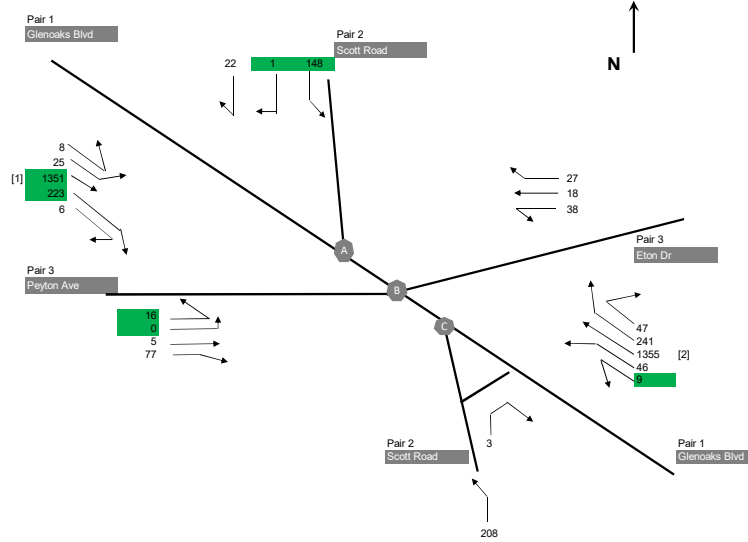 Pair 1
Glenoaks Blvd
Pair 2
Scott Road
22 1 148
N
8
25
[1] 1351
223
6
27
18
38
Pair 3
Eton Dr
Pair 3
Peyton Ave
A
B
C
16
0
5
77
47
241
1355 [2]
46
9
3
Pair 2
Scott Road
Pair 1
Glenoaks Blvd
208